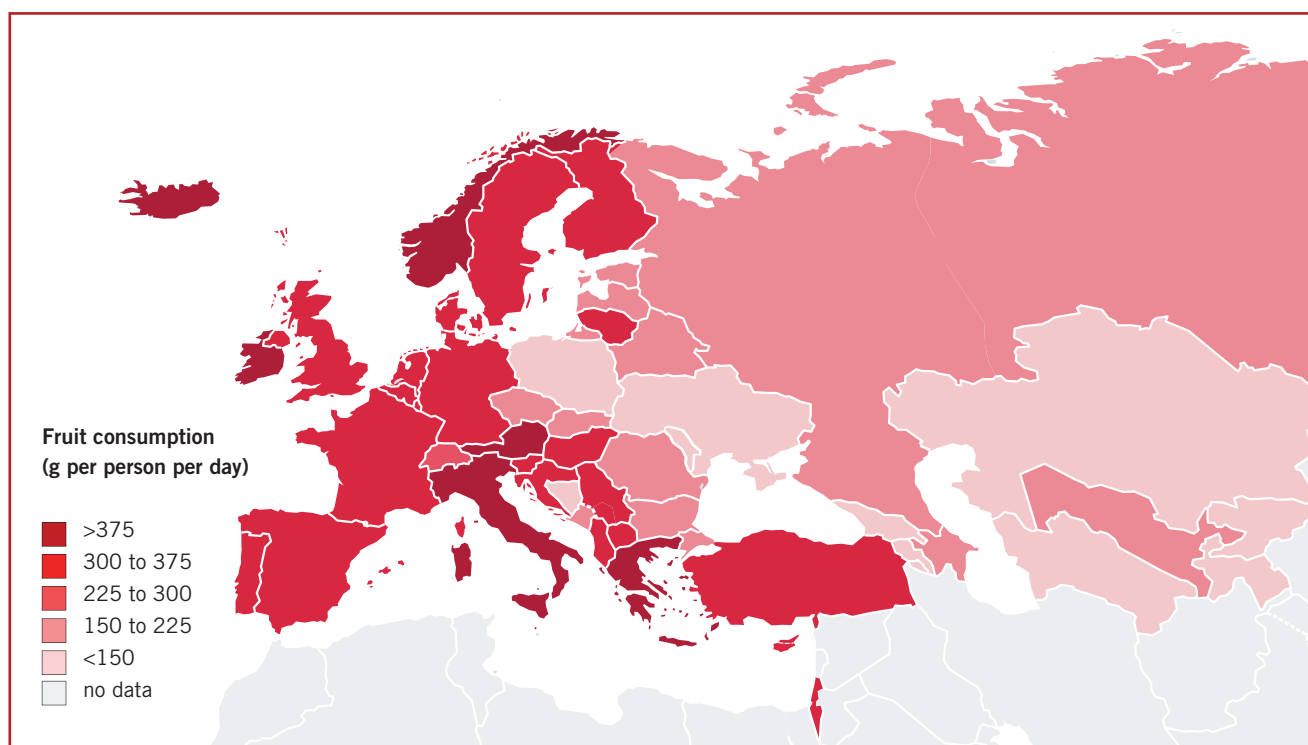 Fruit consumption
(g per person per day)
>375
300 to 375
225 to 300
150 to 225
<150
no data